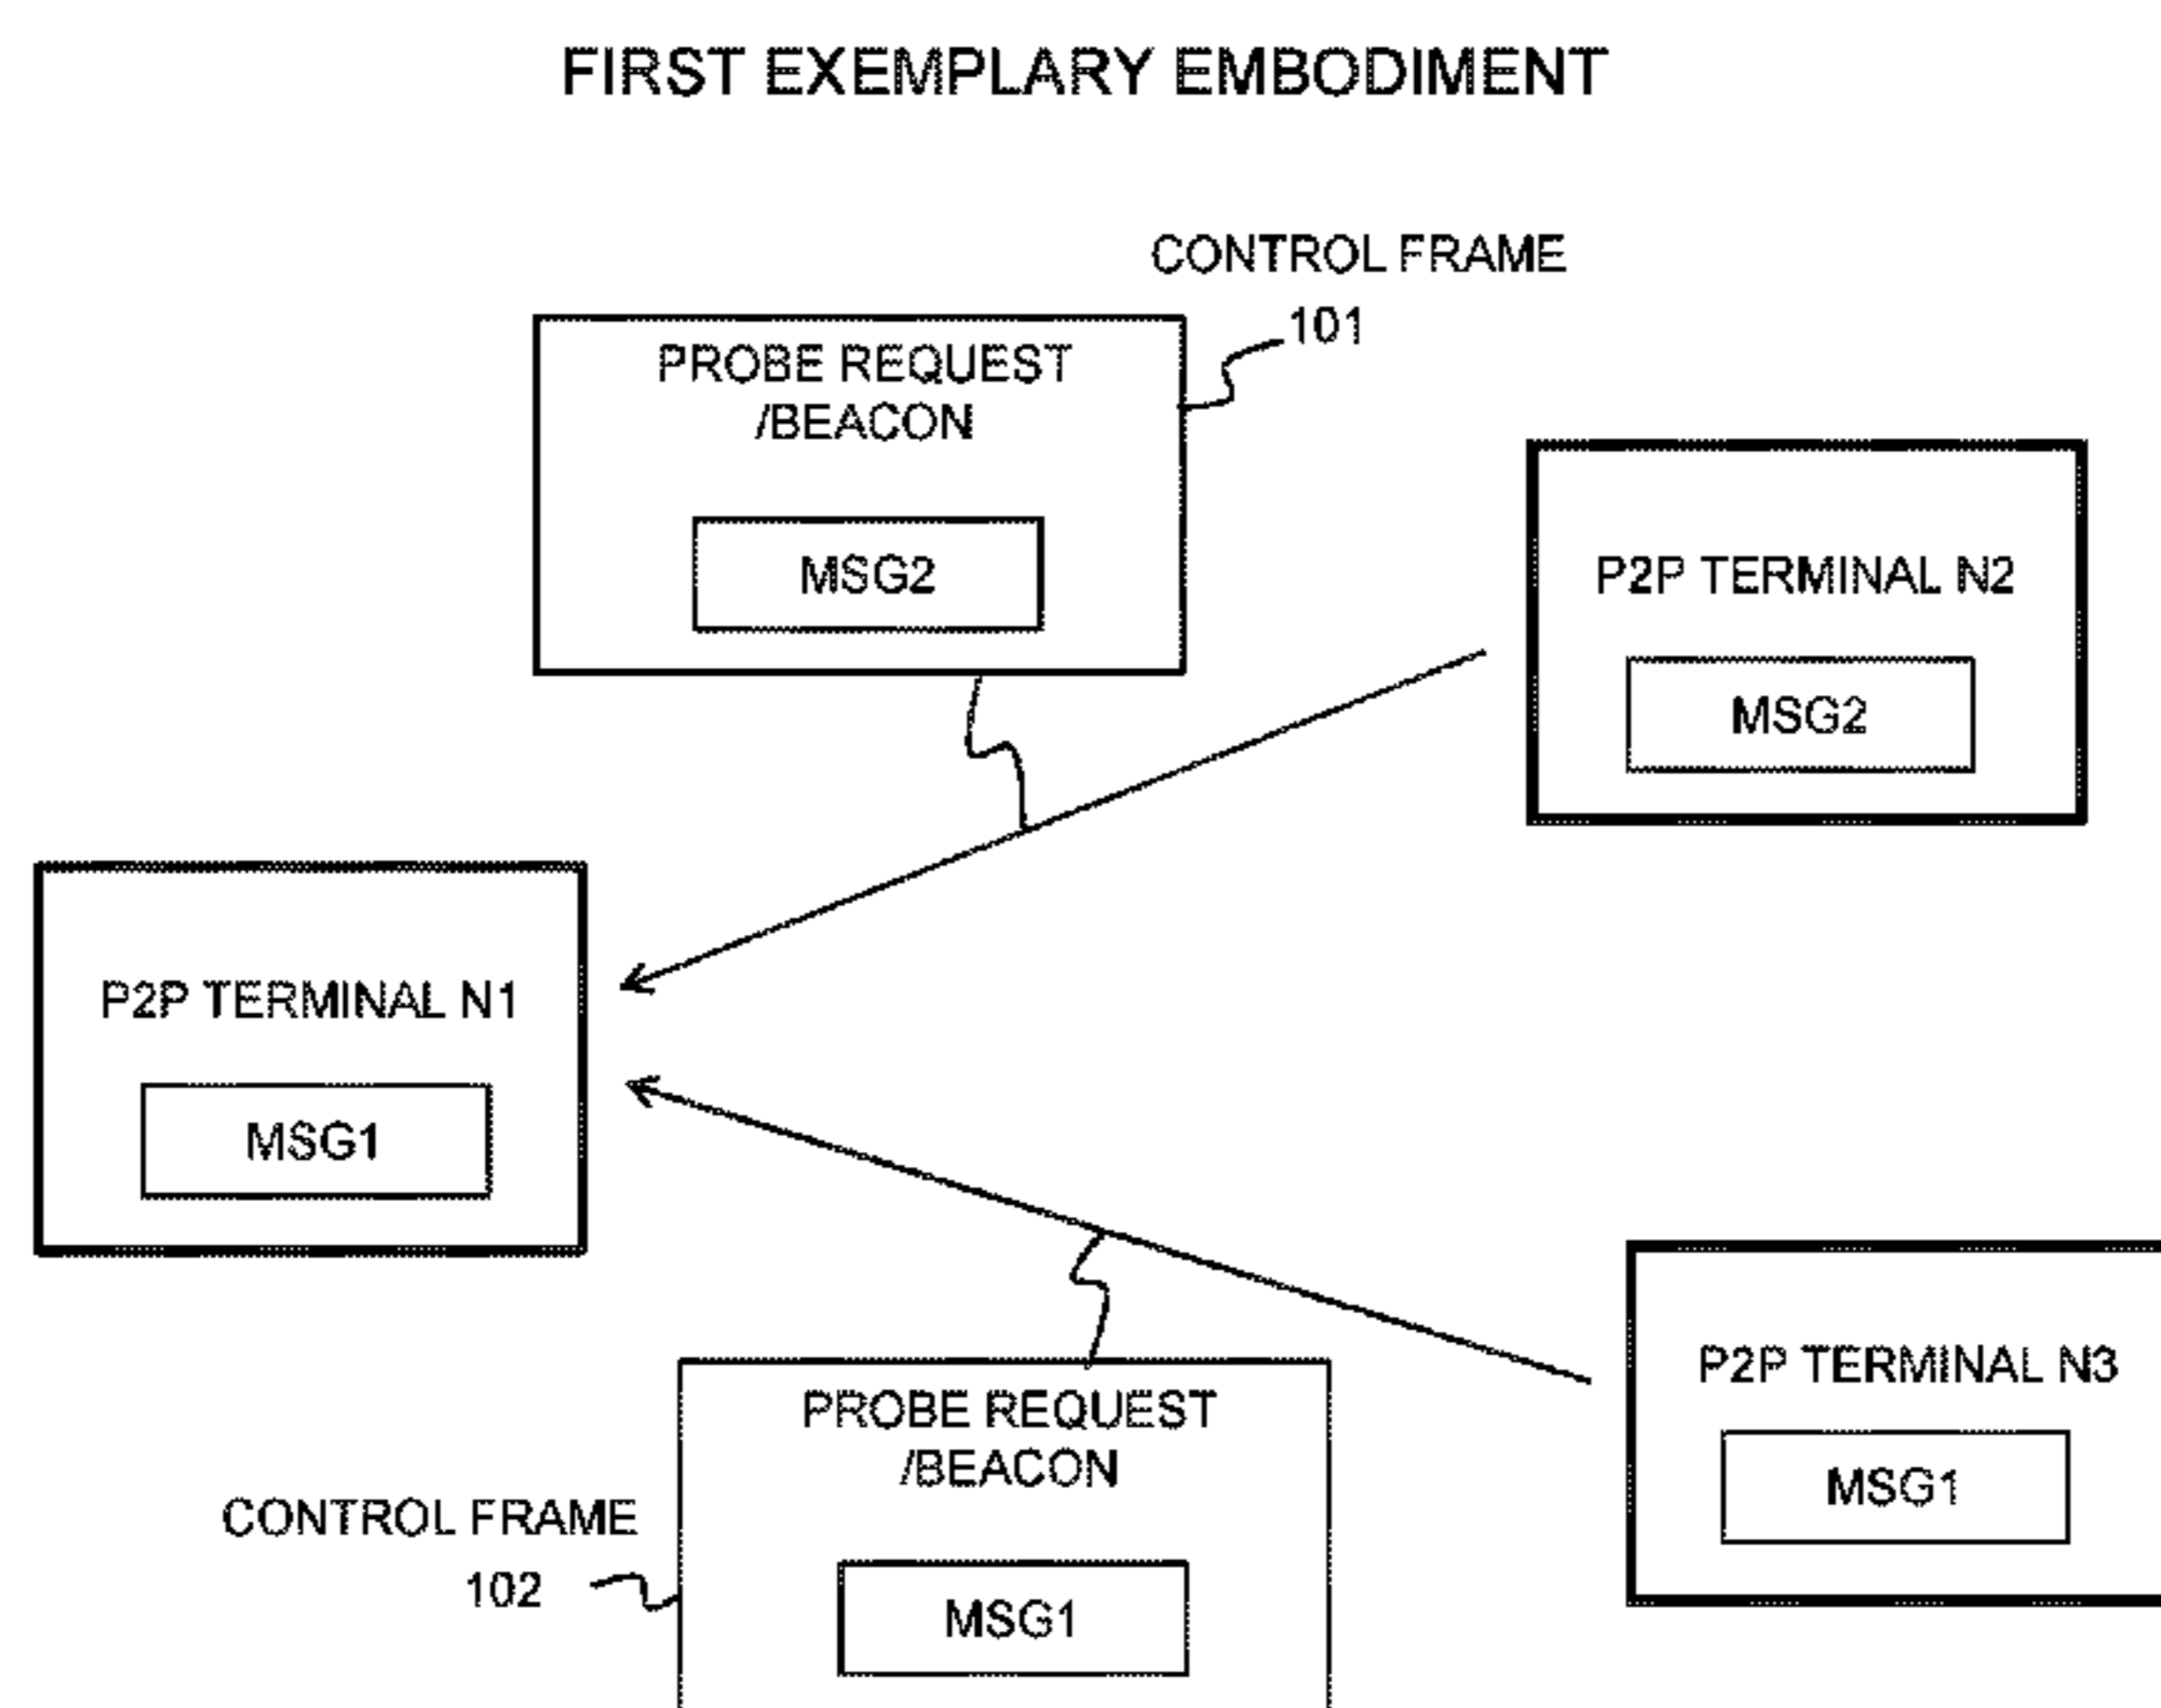 FIRST EXEMPLARY EMBODIMENT
CONTROL FRAME
101
PROBE REQUEST
/BEACON
MSG2
P2P TERMINAL N2
MSG2
P2P TERMINAL N1
MSG1
P2P TERMINAL N3
MSG1
PROBE REQUEST
/BEACON
MSG1
CONTROL FRAME
102